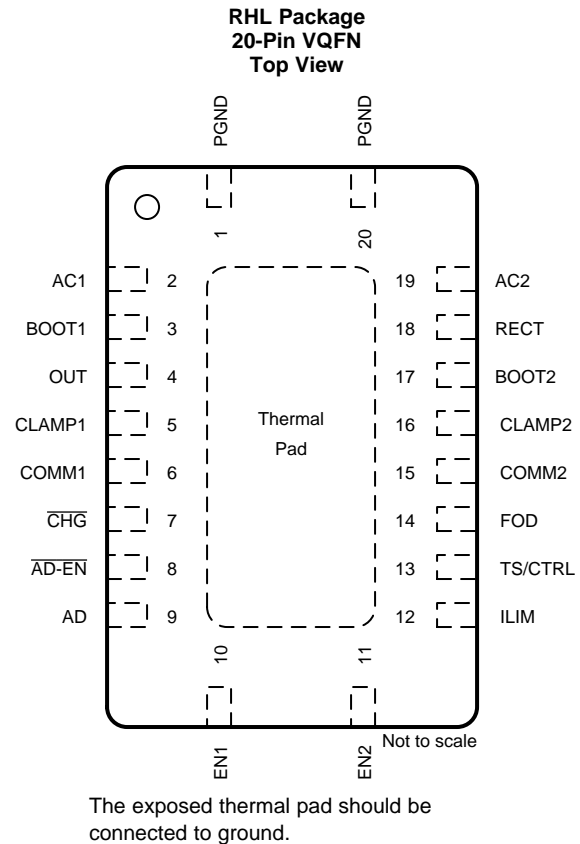 RHL Package
20-Pin VQFN
Top View
PGND
PGND
1
20
AC1
2
19
AC2
BOOT1
3
18
RECT
OUT
4
17
BOOT2
CLAMP1
5
Thermal
Pad
16
CLAMP2
COMM1
6
15
COMM2
CHG
7
14
FOD
AD-EN
8
13
TS/CTRL
AD
9
12
ILIM
10
11
EN1
EN2
Not to scale
The exposed thermal pad should be
connected to ground.